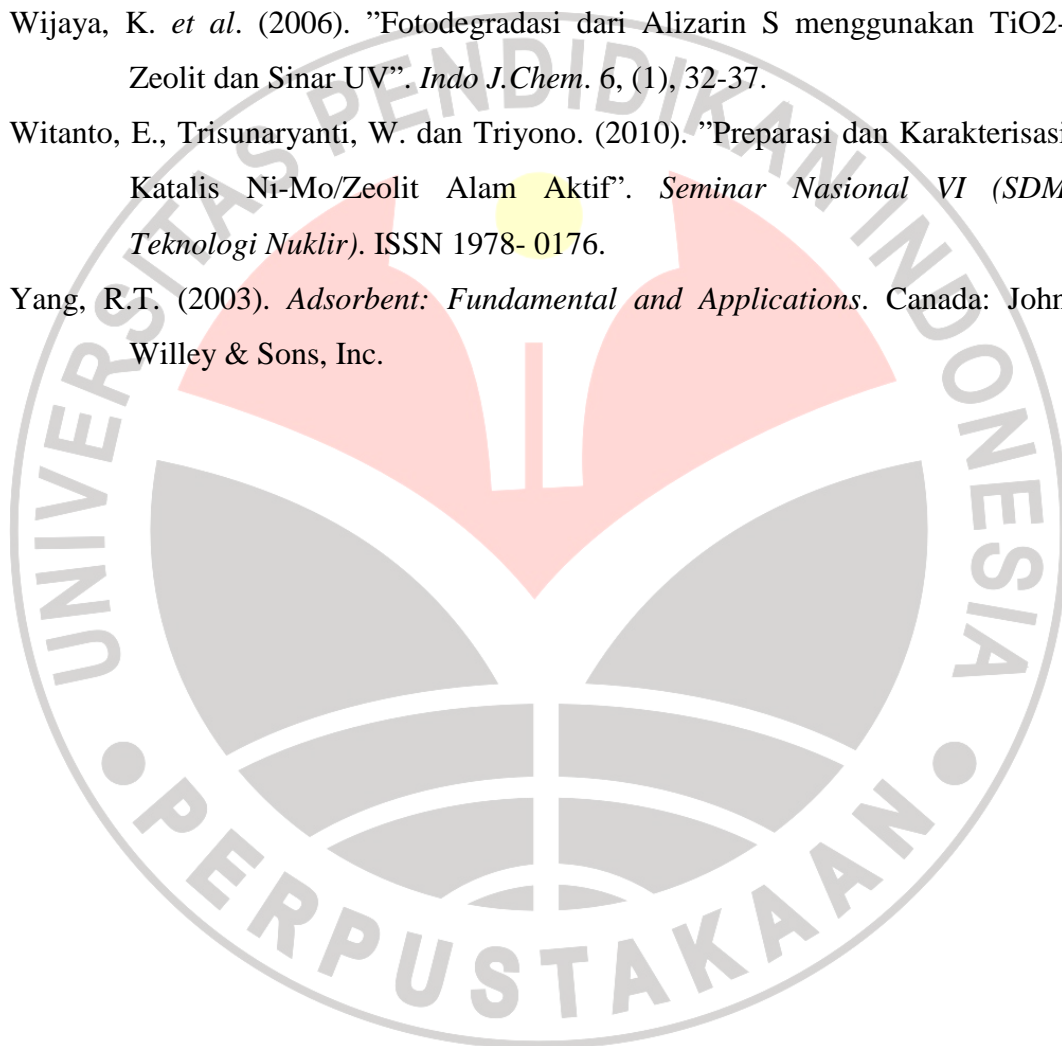 Wijaya, K. et al. (2006). ”Fotodegradasi dari Alizarin S menggunakan TiO2-
Zeolit dan Sinar UV”. Indo J.Chem. 6, (1), 32-37.
Witanto, E., Trisunaryanti, W. dan Triyono. (2010). ”Preparasi dan Karakterisasi
Katalis Ni-Mo/Zeolit Alam Aktif”. Seminar Nasional VI (SDM
Teknologi Nuklir). ISSN 1978- 0176.
Yang, R.T. (2003). Adsorbent: Fundamental and Applications. Canada: John
Willey & Sons, Inc.
UNIVERSITAS PENDIDIKAN INDONESIA
PERPUSTAKAAN